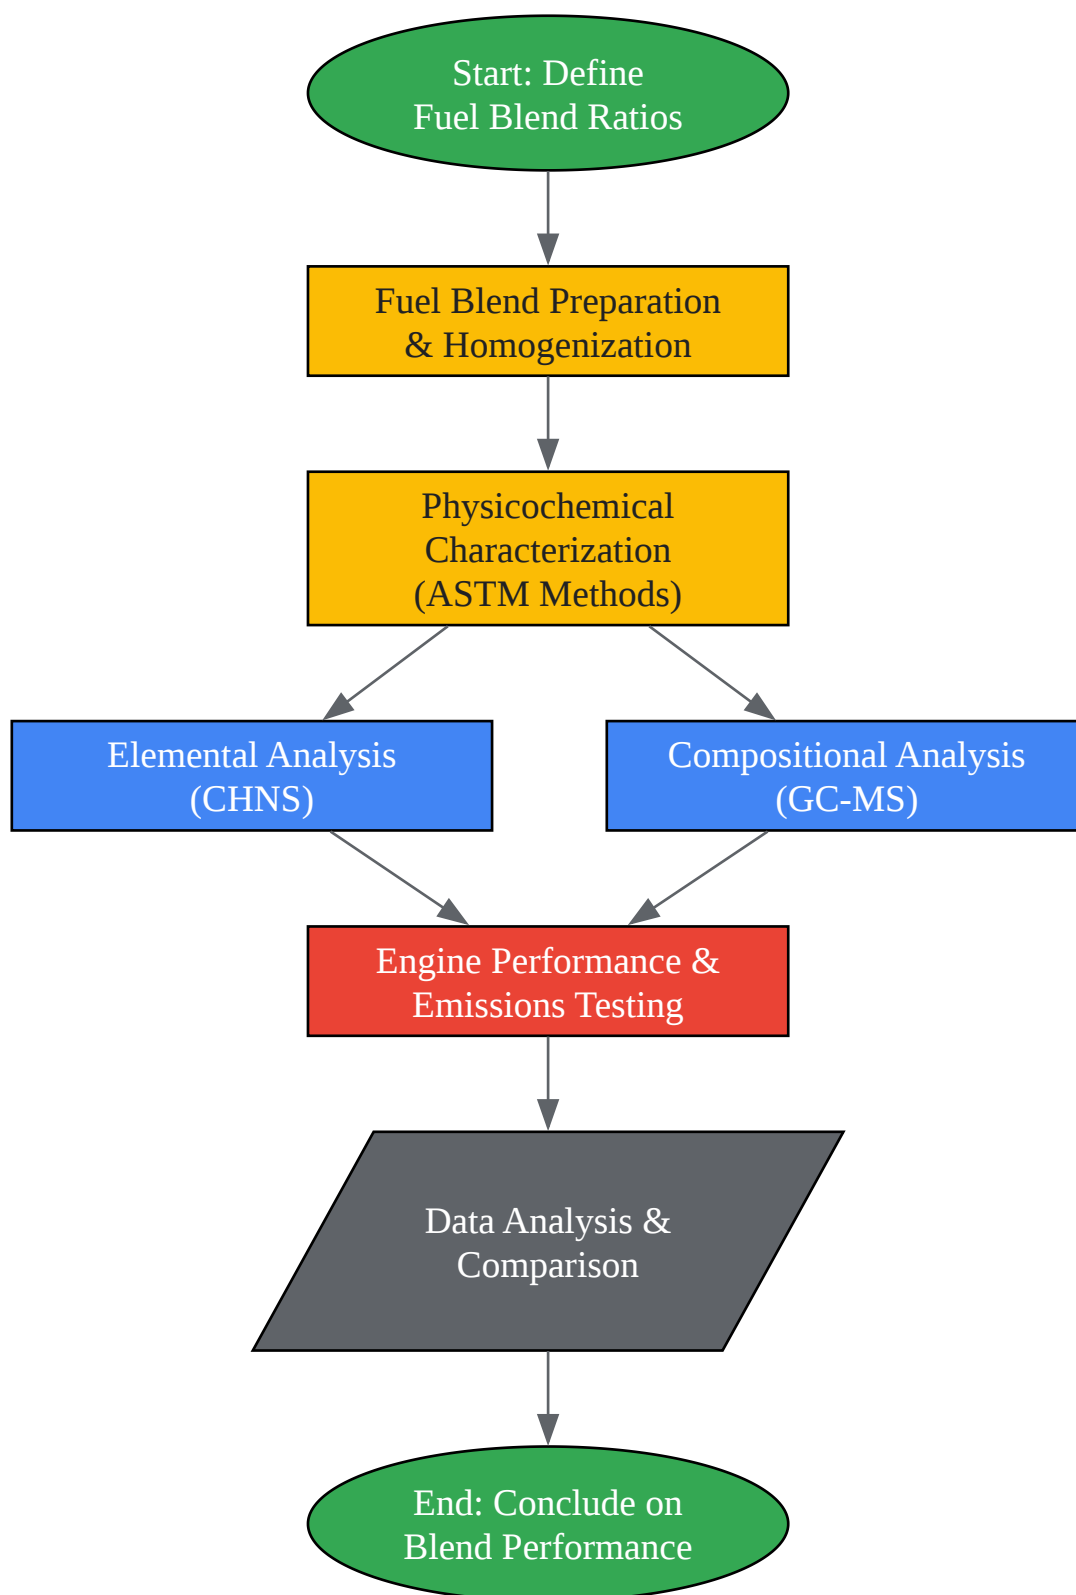 Start: Define
Fuel Blend Ratios
Fuel Blend Preparation
& Homogenization
Physicochemical
Characterization
(ASTM Methods)
Elemental Analysis
(CHNS)
Compositional Analysis
(GC-MS)
Engine Performance &
Emissions Testing
Data Analysis &
Comparison
End: Conclude on
Blend Performance